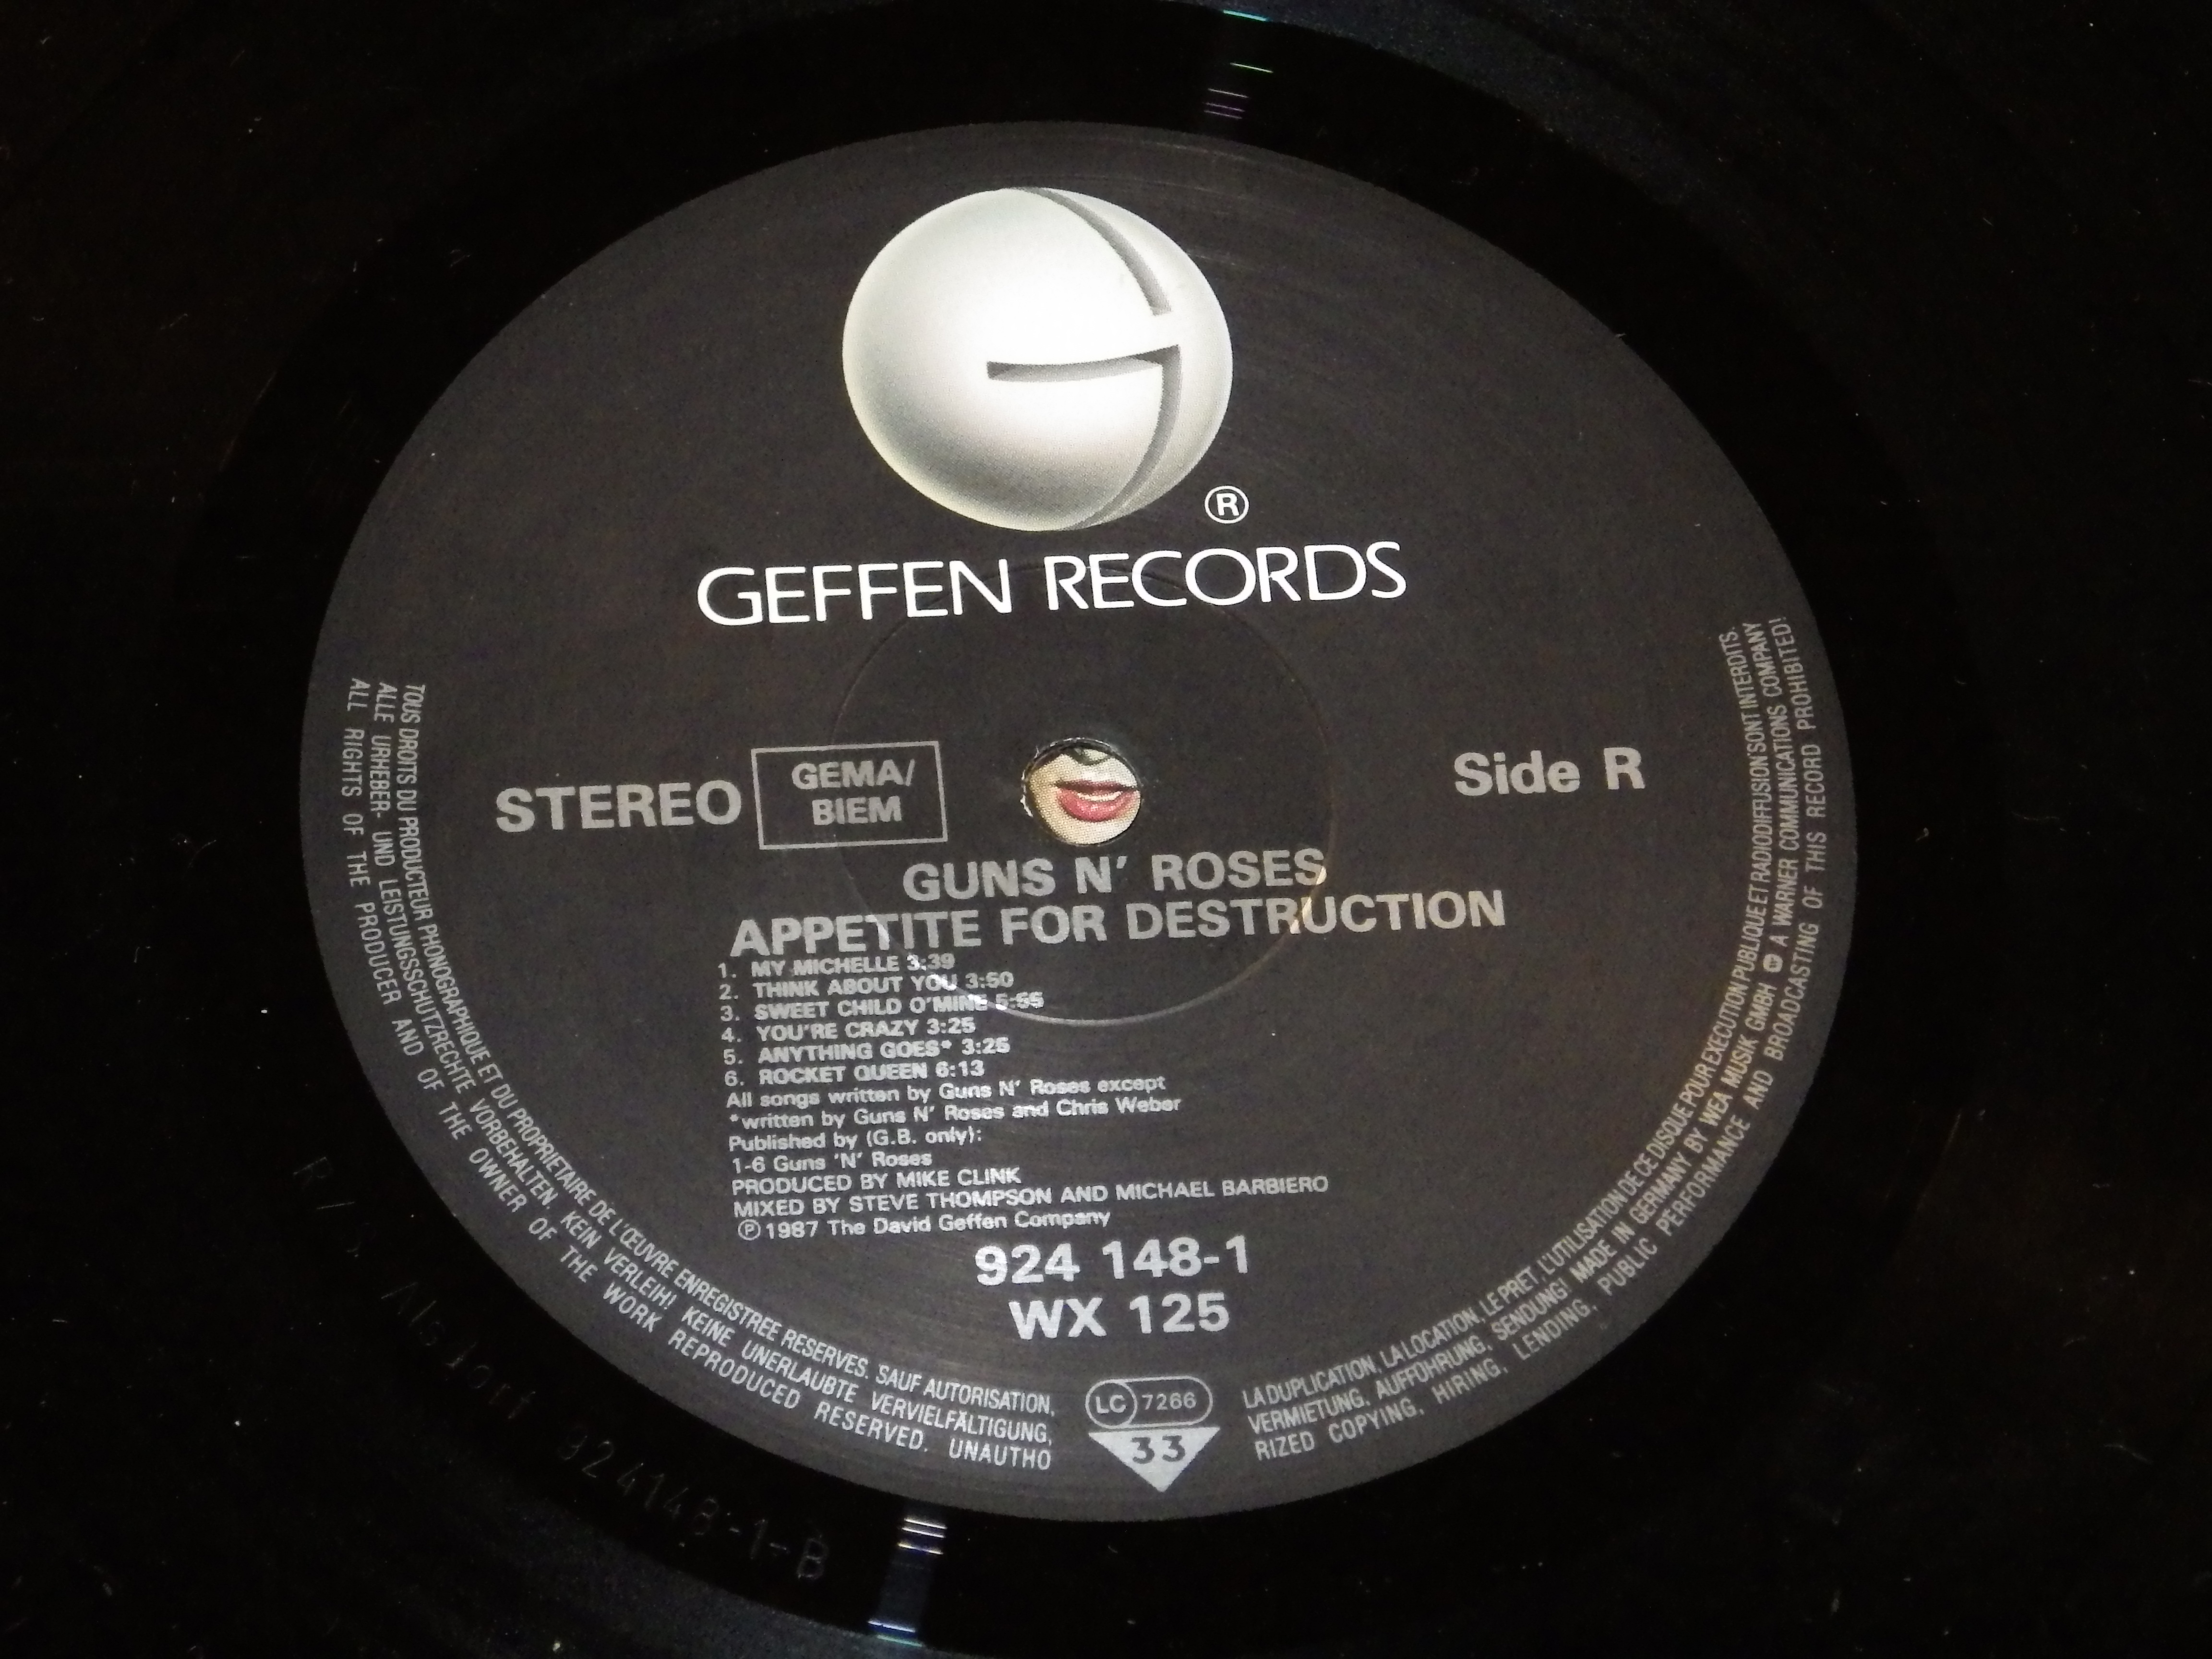 ®
GEFFEN RECORDS
STEREO
GEMA/
BIEM
Side R
GUNS N' ROSES
APPETITE FOR DESTRUCTION
1. MY MICHELLE 3:39
2. THINK ABOUT YOU 3:50
3. SWEET CHILD O'MINE 5:55
4. YOU'RE CRAZY 3:25
5. ANYTHING GOES* 3:25
6. ROCKET QUEEN 6:13
All songs written by Guns N' Roses except
*written by Guns N' Roses and Chris Weber
Published by (G.B. only):
1-6 Guns 'N' Roses
PRODUCED BY MIKE CLINK
MIXED BY STEVE THOMPSON AND MICHAEL BARBIERO
℗ 1987 The David Geffen Company
924 148-1
WX 125
LC 7266
33
TOUS DROITS DU PRODUCTEUR PHONOGRAPHIQUE ET DU PROPRIETAIRE DE L'ŒUVRE ENREGISTREE RESERVES. SAUF AUTORISATION, LA DUPLICATION, LA LOCATION, LE PRET, L'UTILISATION DE CE DISQUE POUR EXECUTION PUBLIQUE ET RADIODIFFUSION SONT INTERDITS.
ALLE URHEBER- UND LEISTUNGSSCHUTZRECHTE VORBEHALTEN. KEIN VERLEIH! KEINE UNERLAUBTE VERVIELFÄLTIGUNG, VERMIETUNG, AUFFÜHRUNG, SENDUNG! MADE IN GERMANY BY WEA MUSIK GMBH W A WARNER COMMUNICATIONS COMPANY
ALL RIGHTS OF THE PRODUCER AND OF THE OWNER OF THE WORK REPRODUCED RESERVED. UNAUTHORIZED COPYING, HIRING, LENDING, PUBLIC PERFORMANCE AND BROADCASTING OF THIS RECORD PROHIBITED!
R/S Alsdorf 924148-1-B